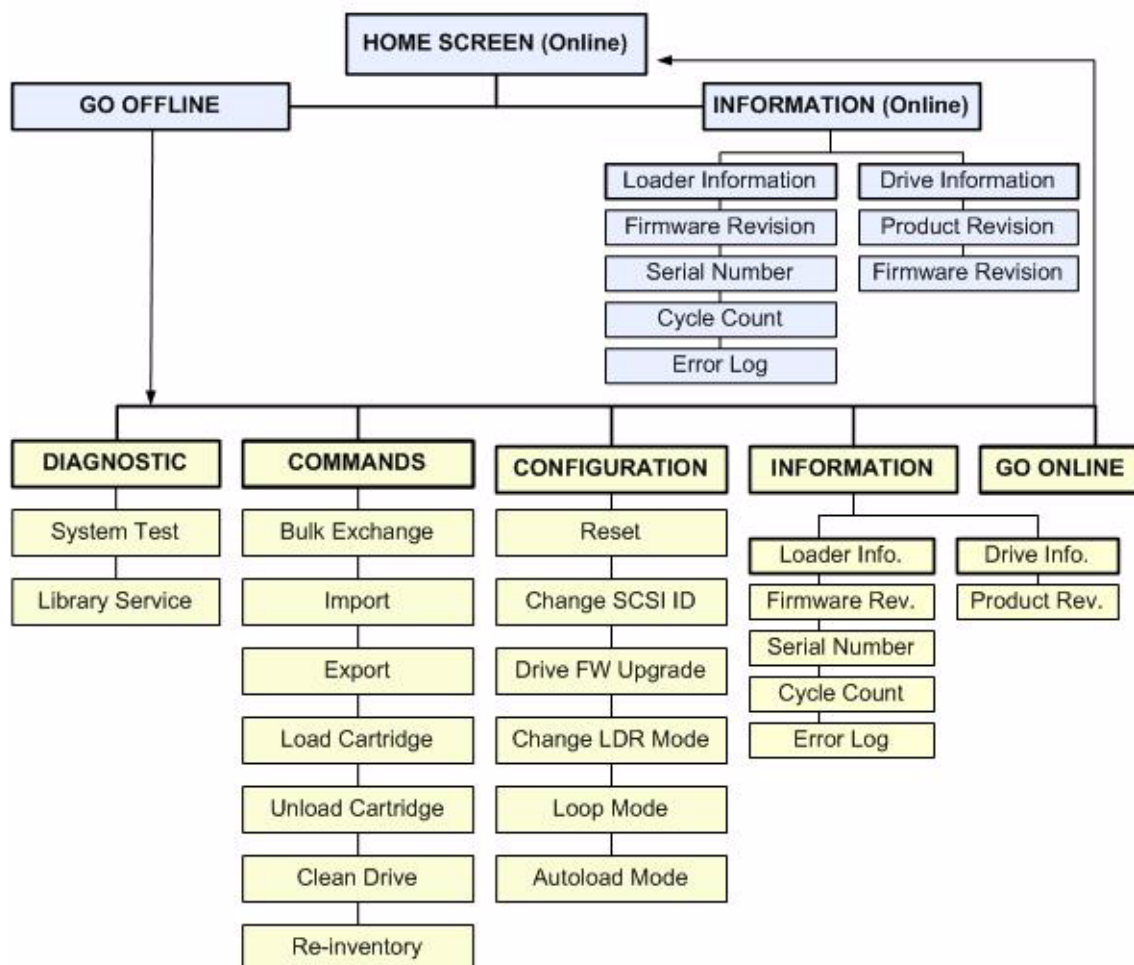 HOME SCREEN (Online)
GO OFFLINE
INFORMATION (Online)
Loader Information
Firmware Revision
Serial Number
Cycle Count
Error Log
Drive Information
Product Revision
Firmware Revision
DIAGNOSTIC
System Test
Library Service
COMMANDS
Bulk Exchange
Import
Export
Load Cartridge
Unload Cartridge
Clean Drive
Re-inventory
CONFIGURATION
Reset
Change SCSI ID
Drive FW Upgrade
Change LDR Mode
Loop Mode
Autoload Mode
INFORMATION
Loader Info.
Firmware Rev.
Serial Number
Cycle Count
Error Log
Drive Info.
Product Rev.
GO ONLINE